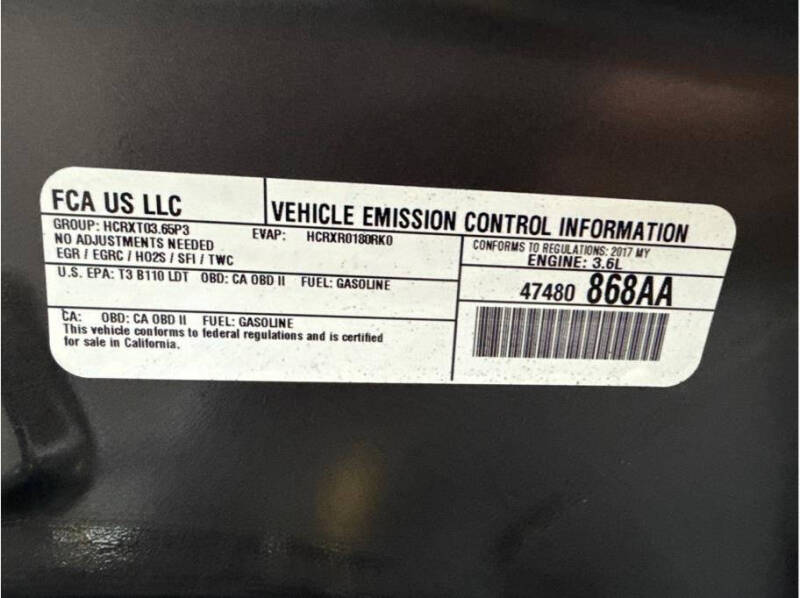 FCA US LLC
VEHICLE EMISSION CONTROL INFORMATION
GROUP: HCRXT03.65P3
EVAP: HCRXR0180RK0
NO ADJUSTMENTS NEEDED
EGR / EGRC / HO2S / SFI / TWC
CONFORMS TO REGULATIONS: 2017 MY
ENGINE: 3.6L
U.S. EPA: T3 B110 LDT OBD: CA OBD II FUEL: GASOLINE
47480 868AA
CA: OBD: CA OBD II FUEL: GASOLINE
This vehicle conforms to federal regulations and is certified
for sale in California.